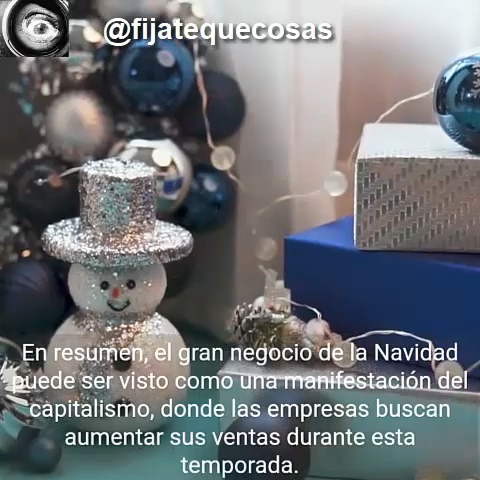 @fijatequecosas
En resumen, el gran negocio de la Navidad
puede ser visto como una manifestación del
capitalismo, donde las empresas buscan
aumentar sus ventas durante esta
temporada.